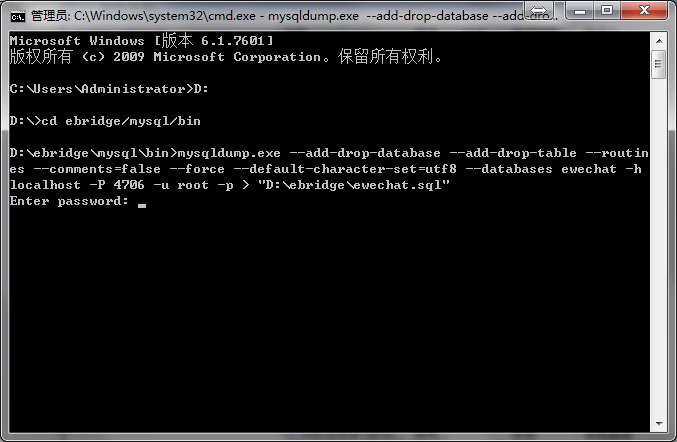 管理员: C:\Windows\system32\cmd.exe - mysqldump.exe  --add-drop-database --add-dro...
Microsoft Windows [版本 6.1.7601]
版权所有 (c) 2009 Microsoft Corporation。保留所有权利。
C:\Users\Administrator>D:
D:\>cd ebridge/mysql/bin
D:\ebridge\mysql\bin>mysqldump.exe --add-drop-database --add-drop-table --routin
es --comments=false --force --default-character-set=utf8 --databases ewechat -h
localhost -P 4706 -u root -p > "D:\ebridge\ewechat.sql"
Enter password: